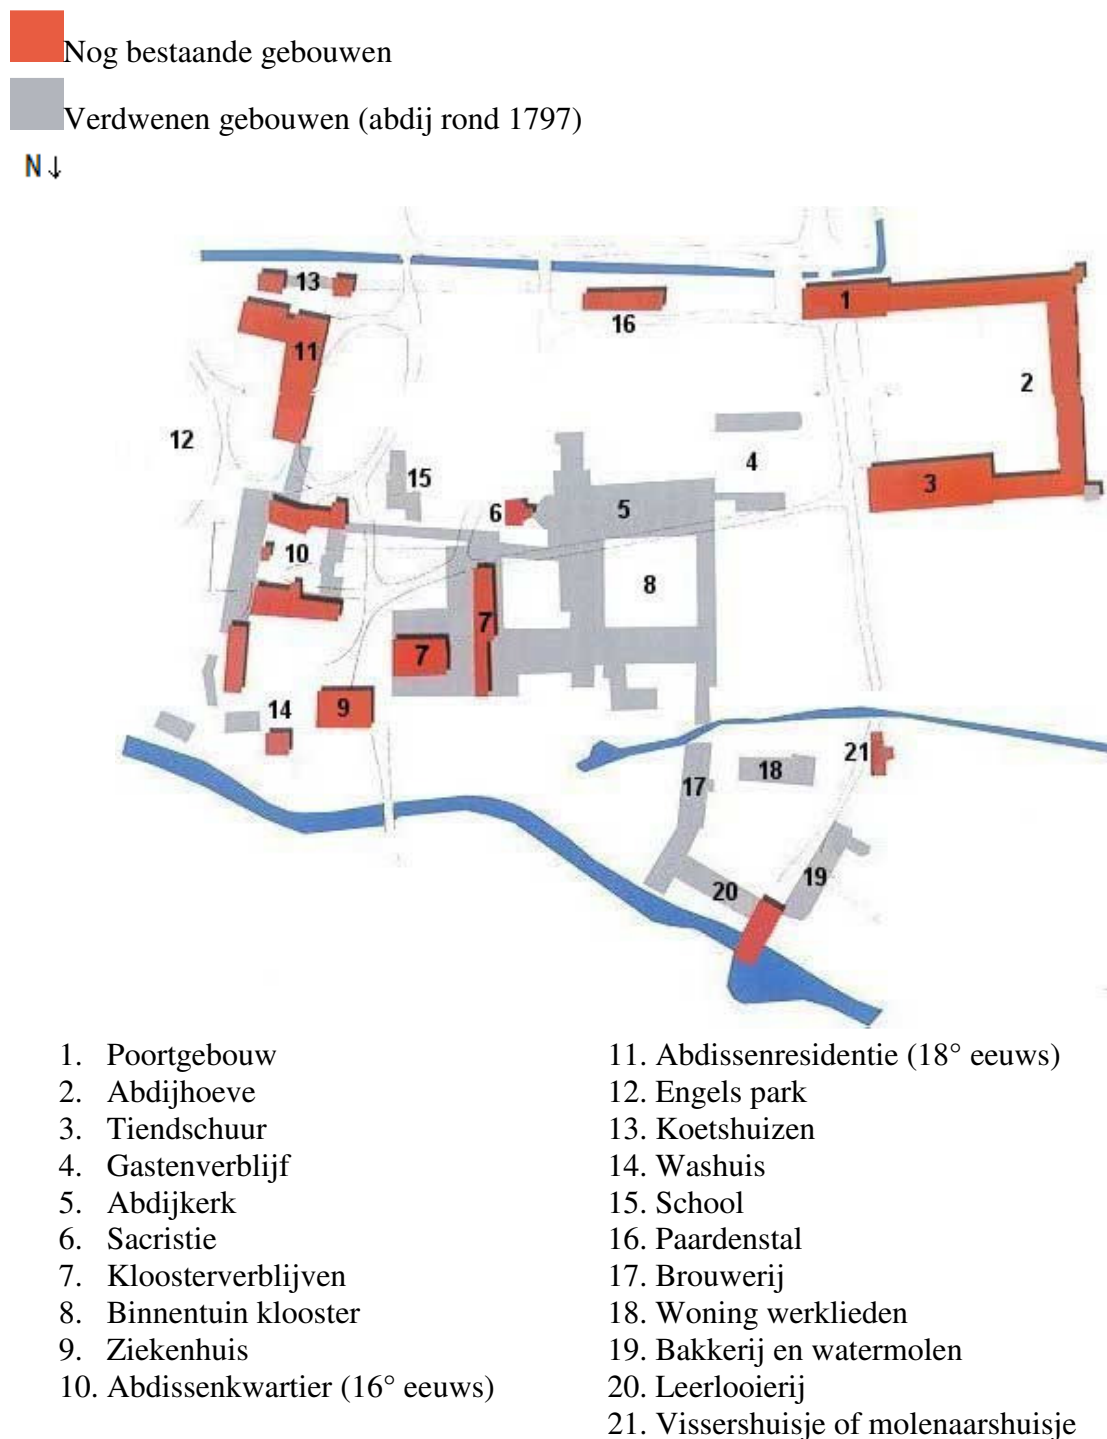 Nog bestaande gebouwen
Verdwenen gebouwen (abdij rond 1797)
N↓
13
1
16
11
2
12
4
15
3
6
5
10
8
7
7
14
9
21
18
17
19
20
1. Poortgebouw
2. Abdijhoeve
3. Tiendschuur
4. Gastenverblijf
5. Abdijkerk
6. Sacristie
7. Kloosterverblijven
8. Binnentuin klooster
9. Ziekenhuis
10. Abdissenkwartier (16° eeuws)
11. Abdissenresidentie (18° eeuws)
12. Engels park
13. Koetshuizen
14. Washuis
15. School
16. Paardenstal
17. Brouwerij
18. Woning werklieden
19. Bakkerij en watermolen
20. Leerlooierij
21. Vissershuisje of molenaarshuisje